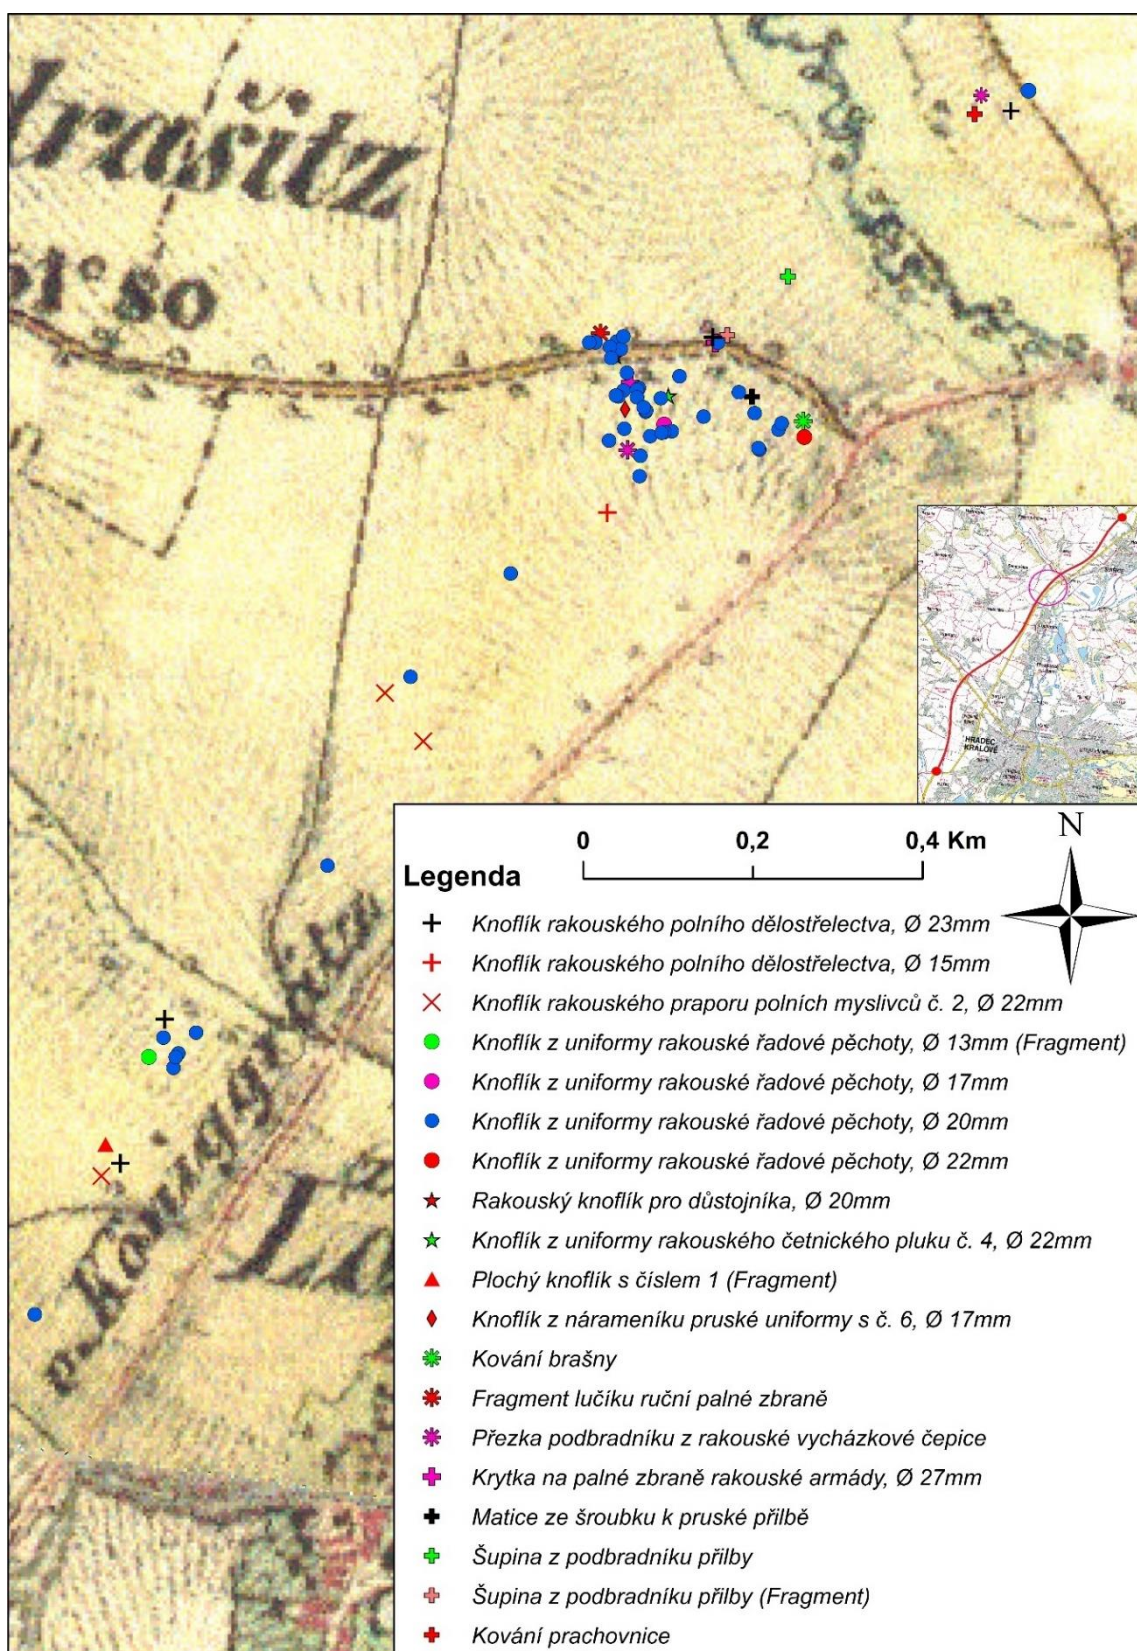 krasitz
Königgrätz
HRADEC
KRÁLOVÉ
0 0,2 0,4 Km
N
Legenda
Knoflík rakouského polního dělostřelectva, Ø 23mm
Knoflík rakouského polního dělostřelectva, Ø 15mm
Knoflík rakouského praporu polních myslivců č. 2, Ø 22mm
Knoflík z uniformy rakouské řadové pěchoty, Ø 13mm (Fragment)
Knoflík z uniformy rakouské řadové pěchoty, Ø 17mm
Knoflík z uniformy rakouské řadové pěchoty, Ø 20mm
Knoflík z uniformy rakouské řadové pěchoty, Ø 22mm
Rakouský knoflík pro důstojníka, Ø 20mm
Knoflík z uniformy rakouského četnického pluku č. 4, Ø 22mm
Plochý knoflík s číslem 1 (Fragment)
Knoflík z nárameníku pruské uniformy s č. 6, Ø 17mm
Kování brašny
Fragment lučíku ruční palné zbraně
Přezka podbradníku z rakouské vycházkové čepice
Krytka na palné zbraně rakouské armády, Ø 27mm
Matice ze šroubku k pruské přilbě
Šupina z podbradníku přilby
Šupina z podbradníku přilby (Fragment)
Kování prachovnice